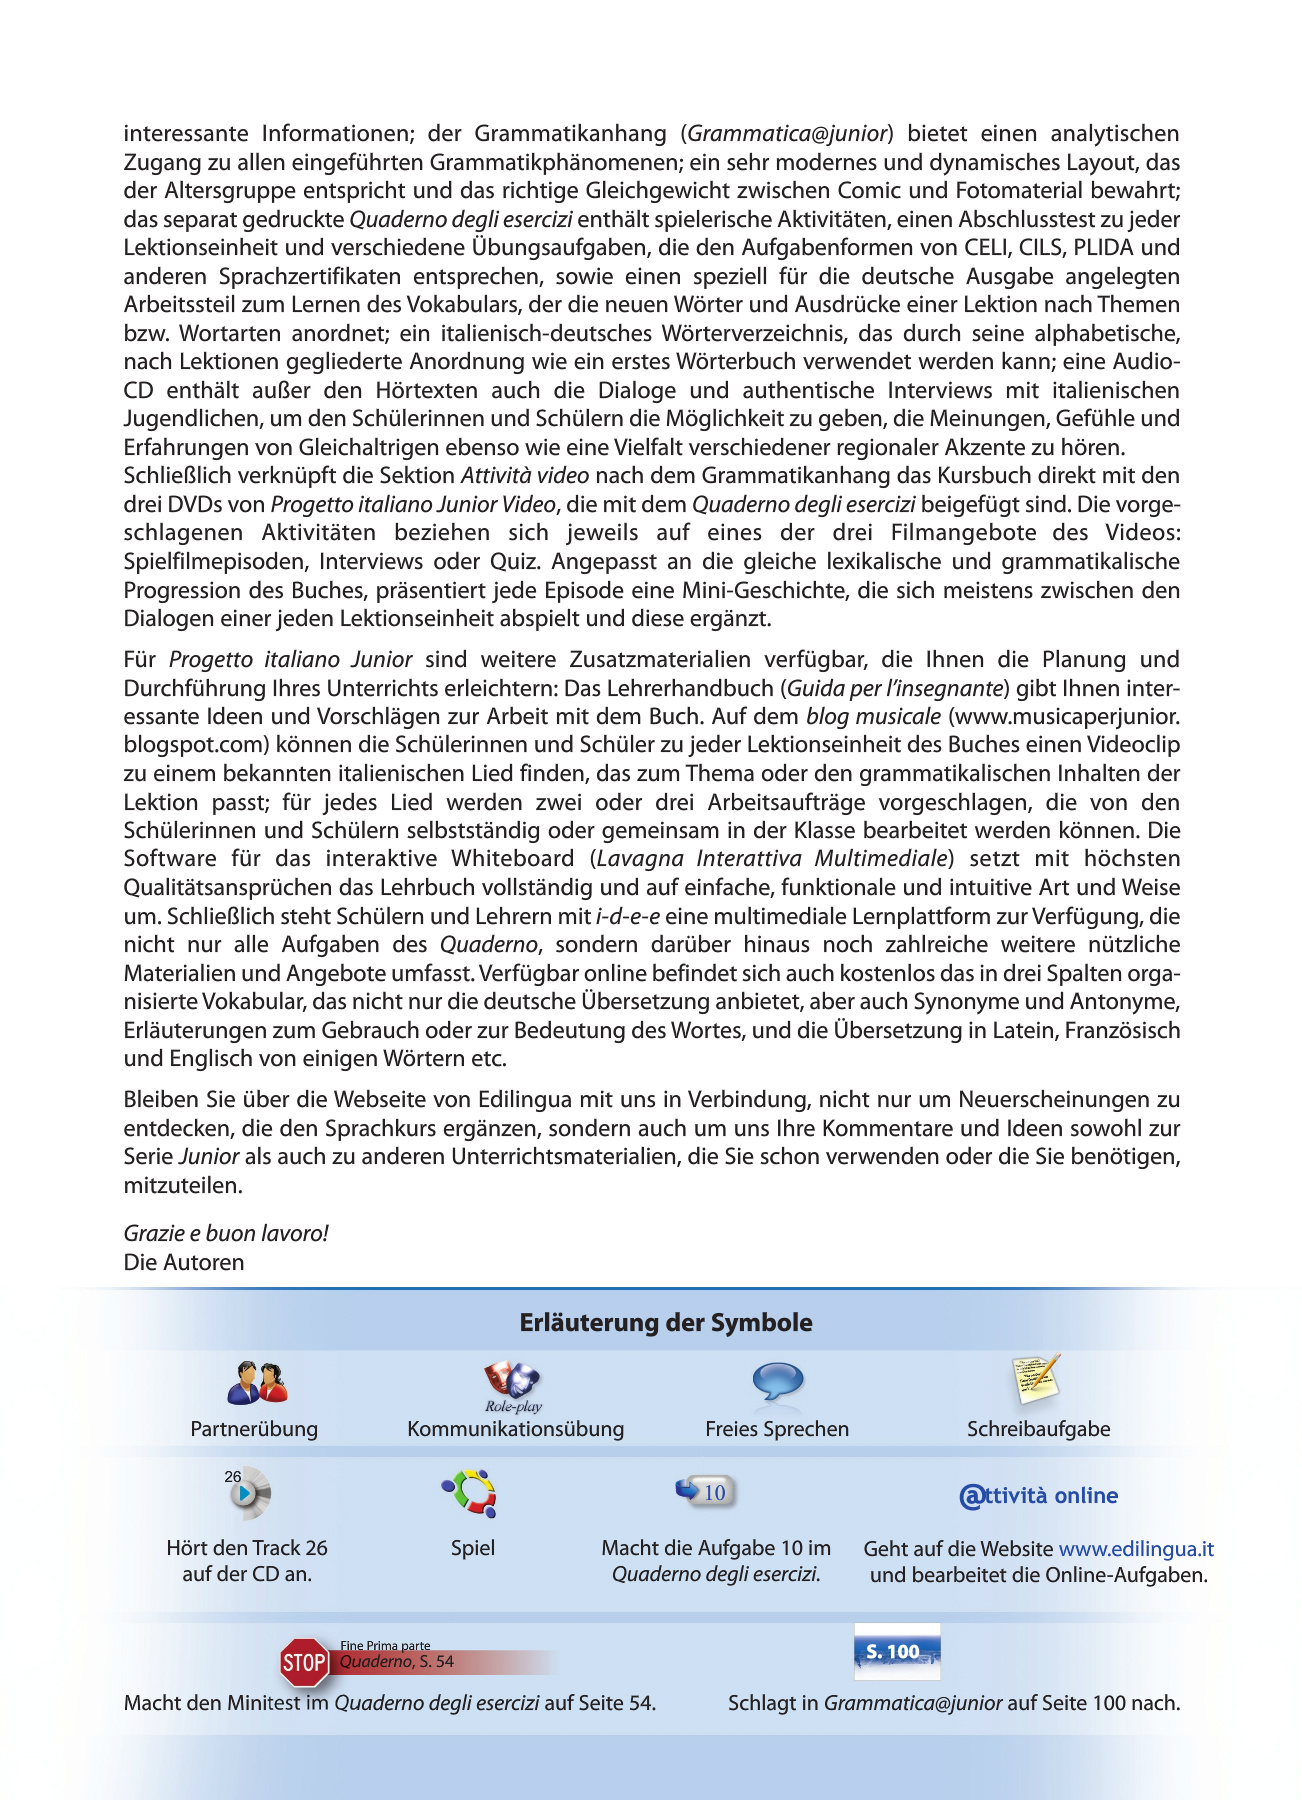 interessante Informationen; der Grammatikanhang (Grammatica@junior) bietet einen analytischen
Zugang zu allen eingeführten Grammatikphänomenen; ein sehr modernes und dynamisches Layout, das
der Altersgruppe entspricht und das richtige Gleichgewicht zwischen Comic und Fotomaterial bewahrt;
das separat gedruckte Quaderno degli esercizi enthält spielerische Aktivitäten, einen Abschlusstest zu jeder
Lektionseinheit und verschiedene Übungsaufgaben, die den Aufgabenformen von CELI, CILS, PLIDA und
anderen Sprachzertifikaten entsprechen, sowie einen speziell für die deutsche Ausgabe angelegten
Arbeitssteil zum Lernen des Vokabulars, der die neuen Wörter und Ausdrücke einer Lektion nach Themen
bzw. Wortarten anordnet; ein italienisch-deutsches Wörterverzeichnis, das durch seine alphabetische,
nach Lektionen gegliederte Anordnung wie ein erstes Wörterbuch verwendet werden kann; eine Audio-
CD enthält außer den Hörtexten auch die Dialoge und authentische Interviews mit italienischen
Jugendlichen, um den Schülerinnen und Schülern die Möglichkeit zu geben, die Meinungen, Gefühle und
Erfahrungen von Gleichaltrigen ebenso wie eine Vielfalt verschiedener regionaler Akzente zu hören.
Schließlich verknüpft die Sektion Attività video nach dem Grammatikanhang das Kursbuch direkt mit den
drei DVDs von Progetto italiano Junior Video, die mit dem Quaderno degli esercizi beigefügt sind. Die vorge-
schlagenen Aktivitäten beziehen sich jeweils auf eines der drei Filmangebote des Videos:
Spielfilmepisoden, Interviews oder Quiz. Angepasst an die gleiche lexikalische und grammatikalische
Progression des Buches, präsentiert jede Episode eine Mini-Geschichte, die sich meistens zwischen den
Dialogen einer jeden Lektionseinheit abspielt und diese ergänzt.
Für Progetto italiano Junior sind weitere Zusatzmaterialien verfügbar, die Ihnen die Planung und
Durchführung Ihres Unterrichts erleichtern: Das Lehrerhandbuch (Guida per l'insegnante) gibt Ihnen inter-
essante Ideen und Vorschlägen zur Arbeit mit dem Buch. Auf dem blog musicale (www.musicaperjunior.
blogspot.com) können die Schülerinnen und Schüler zu jeder Lektionseinheit des Buches einen Videoclip
zu einem bekannten italienischen Lied finden, das zum Thema oder den grammatikalischen Inhalten der
Lektion passt; für jedes Lied werden zwei oder drei Arbeitsaufträge vorgeschlagen, die von den
Schülerinnen und Schülern selbstständig oder gemeinsam in der Klasse bearbeitet werden können. Die
Software für das interaktive Whiteboard (Lavagna Interattiva Multimediale) setzt mit höchsten
Qualitätsansprüchen das Lehrbuch vollständig und auf einfache, funktionale und intuitive Art und Weise
um. Schließlich steht Schülern und Lehrern mit i-d-e-e eine multimediale Lernplattform zur Verfügung, die
nicht nur alle Aufgaben des Quaderno, sondern darüber hinaus noch zahlreiche weitere nützliche
Materialien und Angebote umfasst. Verfügbar online befindet sich auch kostenlos das in drei Spalten orga-
nisierte Vokabular, das nicht nur die deutsche Übersetzung anbietet, aber auch Synonyme und Antonyme,
Erläuterungen zum Gebrauch oder zur Bedeutung des Wortes, und die Übersetzung in Latein, Französisch
und Englisch von einigen Wörtern etc.
Bleiben Sie über die Webseite von Edilingua mit uns in Verbindung, nicht nur um Neuerscheinungen zu
entdecken, die den Sprachkurs ergänzen, sondern auch um uns Ihre Kommentare und Ideen sowohl zur
Serie Junior als auch zu anderen Unterrichtsmaterialien, die Sie schon verwenden oder die Sie benötigen,
mitzuteilen.
Grazie e buon lavoro!
Die Autoren
Erläuterung der Symbole
Role-play
Partnerübung Kommunikationsübung Freies Sprechen Schreibaufgabe
26 10 @ttività online
Hört den Track 26
auf der CD an.
Spiel
Macht die Aufgabe 10 im
Quaderno degli esercizi.
Geht auf die Website www.edilingua.it
und bearbeitet die Online-Aufgaben.
STOP
Fine Prima parte
Quaderno, S. 54
S. 100
Macht den Minitest im Quaderno degli esercizi auf Seite 54.
Schlagt in Grammatica@junior auf Seite 100 nach.